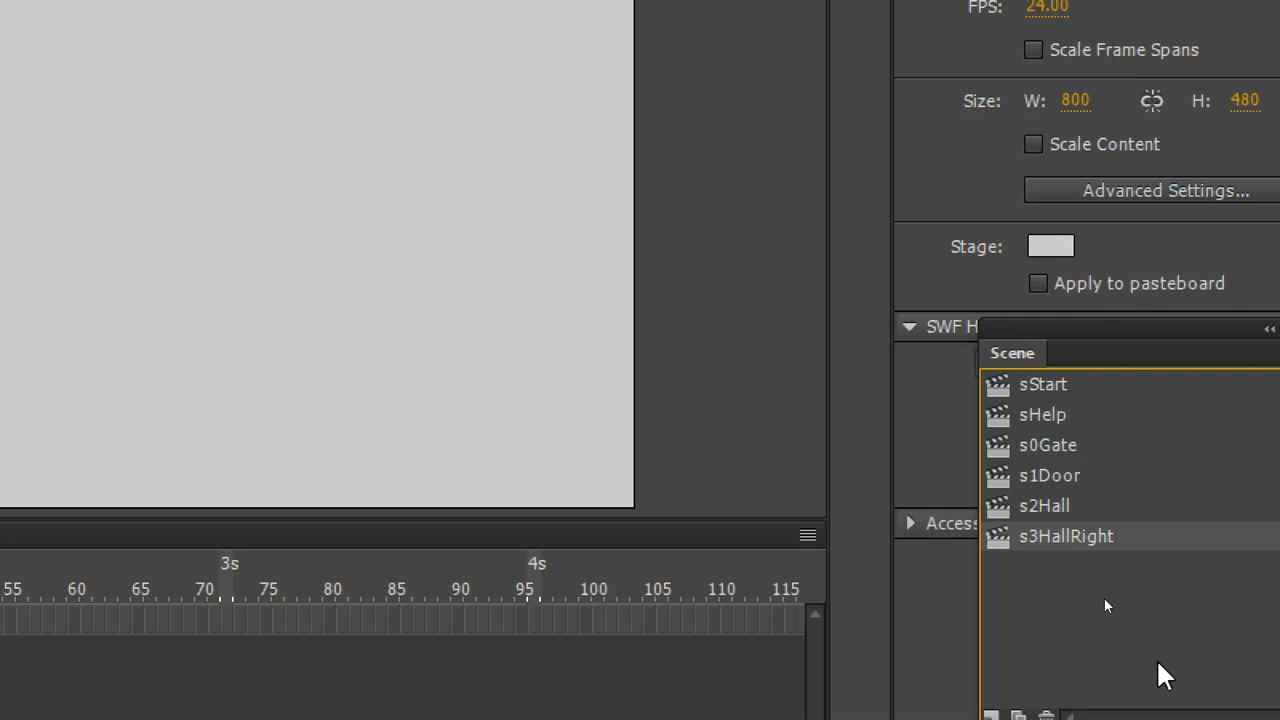 FPS: 24.00
Scale Frame Spans
Size: W: 800 H: 480
Scale Content
Advanced Settings...
Stage:
Apply to pasteboard
SWF H
Scene
sStart
sHelp
s0Gate
s1Door
s2Hall
s3HallRight
Access
3s 4s
55 60 65 70 75 80 85 90 95 100 105 110 115